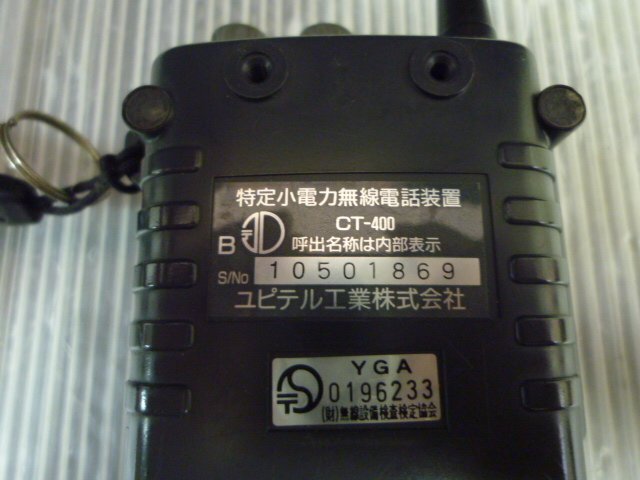 特定小電力無線電話装置
CT-400
B 呼出名称は内部表示
S/No 10501869
ユピテル工業株式会社
YGA
0196233
(財)無線設備検査検定協会